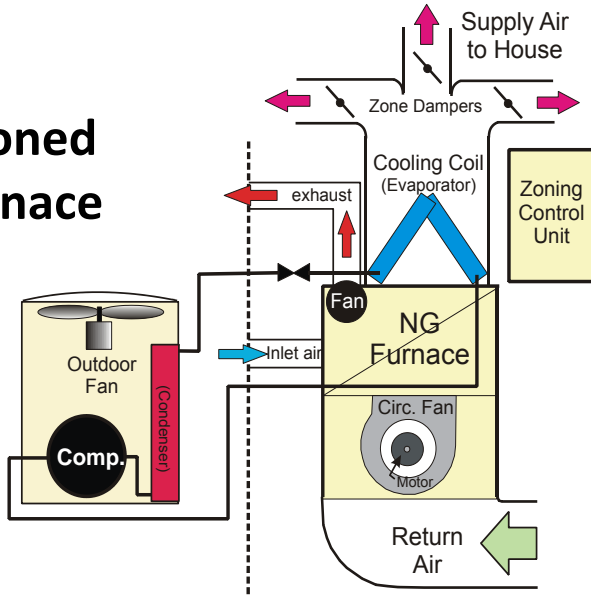 Supply Air
to House
Zone Dampers
oned
nace
Cooling Coil
(Evaporator)
Zoning
Control
Unit
exhaust
Fan
NG
Furnace
Inlet air
Outdoor
Fan
(Condenser)
Comp.
Circ. Fan
Motor
Return
Air